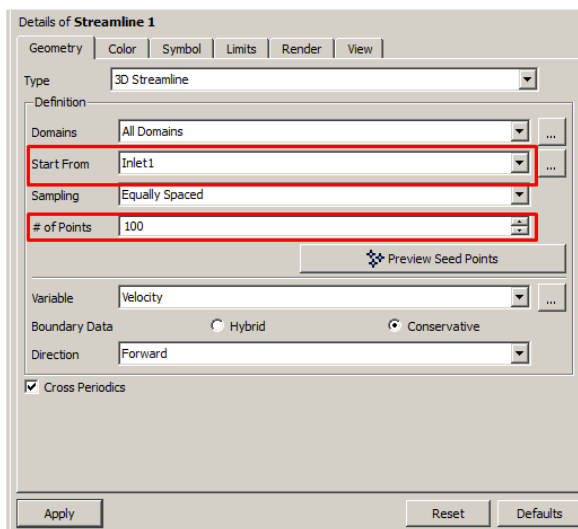 Details of Streamline 1
Geometry Color Symbol Limits Render View
Type 3D Streamline
Definition
Domains All Domains ...
Start From Inlet1 ...
Sampling Equally Spaced
# of Points 100
Preview Seed Points
Variable Velocity ...
Boundary Data Hybrid Conservative
Direction Forward
Cross Periodics
Apply Reset Defaults